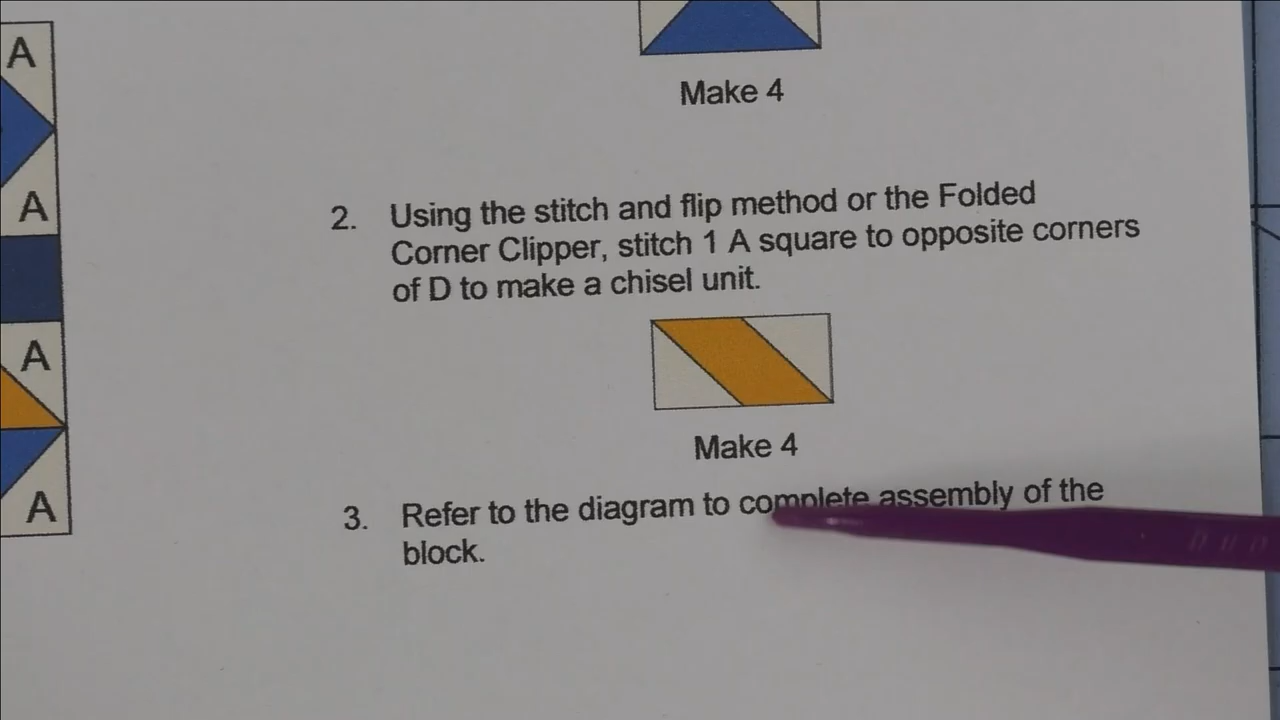 A
A
A
A
Make 4
2. Using the stitch and flip method or the Folded
Corner Clipper, stitch 1 A square to opposite corners
of D to make a chisel unit.
Make 4
3. Refer to the diagram to complete assembly of the
block.